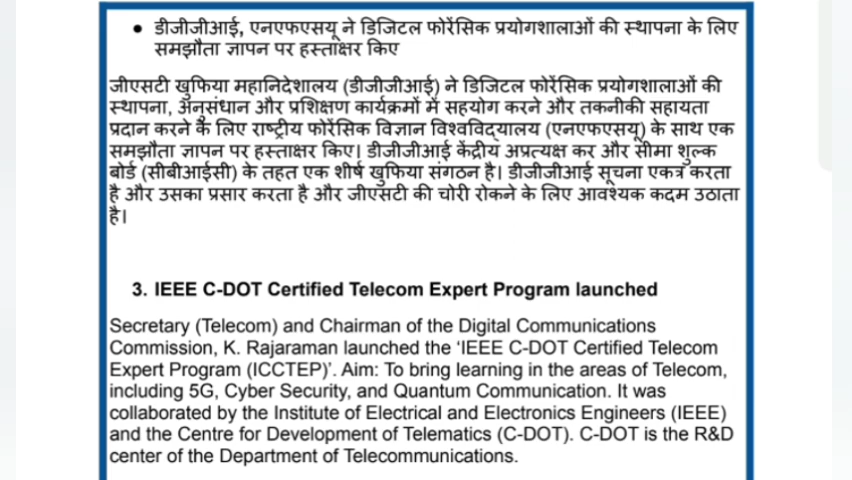 • डीजीजीआई, एनएफएसयू ने डिजिटल फोरेंसिक प्रयोगशालाओं की स्थापना के लिए
समझौता ज्ञापन पर हस्ताक्षर किए
जीएसटी खुफिया महानिदेशालय (डीजीजीआई) ने डिजिटल फोरेंसिक प्रयोगशालाओं की
स्थापना, अनुसंधान और प्रशिक्षण कार्यक्रमों में सहयोग करने और तकनीकी सहायता
प्रदान करने के लिए राष्ट्रीय फोरेंसिक विज्ञान विश्वविद्यालय (एनएफएसयू) के साथ एक
समझौता ज्ञापन पर हस्ताक्षर किए। डीजीजीआई केंद्रीय अप्रत्यक्ष कर और सीमा शुल्क
बोर्ड (सीबीआईसी) के तहत एक शीर्ष खुफिया संगठन है। डीजीजीआई सूचना एकत्र करता
है और उसका प्रसार करता है और जीएसटी की चोरी रोकने के लिए आवश्यक कदम उठाता
है।
3. IEEE C-DOT Certified Telecom Expert Program launched
Secretary (Telecom) and Chairman of the Digital Communications
Commission, K. Rajaraman launched the ‘IEEE C-DOT Certified Telecom
Expert Program (ICCTEP)’. Aim: To bring learning in the areas of Telecom,
including 5G, Cyber Security, and Quantum Communication. It was
collaborated by the Institute of Electrical and Electronics Engineers (IEEE)
and the Centre for Development of Telematics (C-DOT). C-DOT is the R&D
center of the Department of Telecommunications.